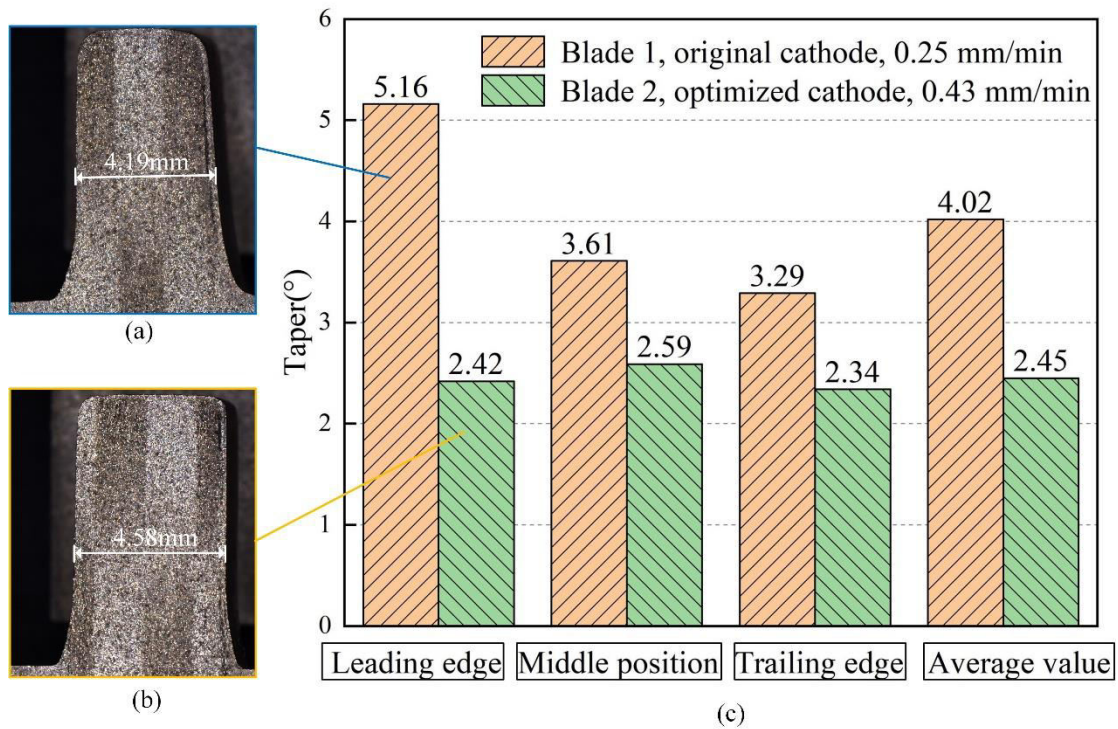 4.19mm
(a)
4.58mm
(b)
Taper(°)
6
5
4
3
2
1
0
Blade 1, original cathode, 0.25 mm/min
Blade 2, optimized cathode, 0.43 mm/min
5.16
2.42
3.61
2.59
3.29
2.34
4.02
2.45
Leading edge
Middle position
Trailing edge
Average value
(c)